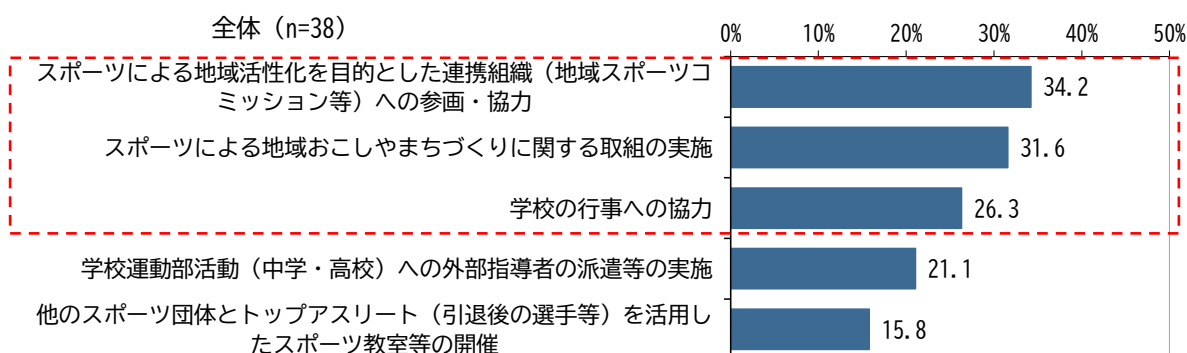 全体（n=38）
0%
10%
20%
30%
40%
50%
スポーツによる地域活性化を目的とした連携組織（地域スポーツコ
ミッション等）への参画・協力
34.2
スポーツによる地域おこしやまちづくりに関する取組の実施
31.6
学校の行事への協力
26.3
学校運動部活動（中学・高校）への外部指導者の派遣等の実施
21.1
他のスポーツ団体とトップアスリート（引退後の選手等）を活用し
たスポーツ教室等の開催
15.8